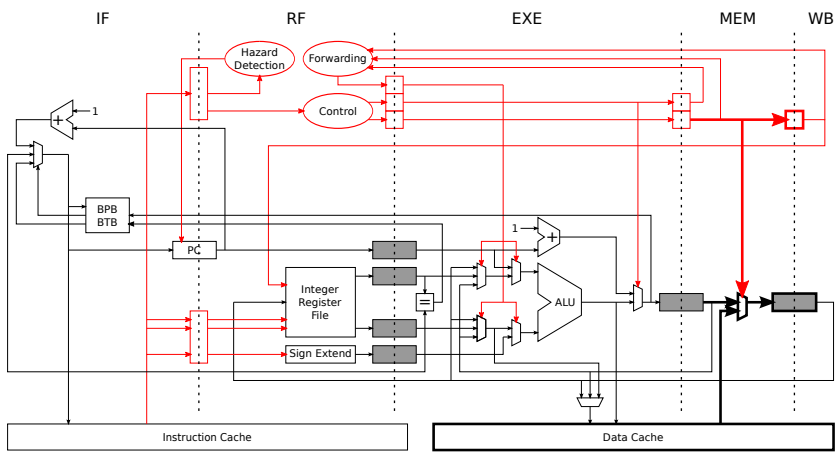 IF RF EXE MEM WB
Hazard
Detection
Forwarding
Control
1
+
BPB
BTB
PC
1
+
Integer
Register
File
=
ALU
Sign Extend
Instruction Cache
Data Cache